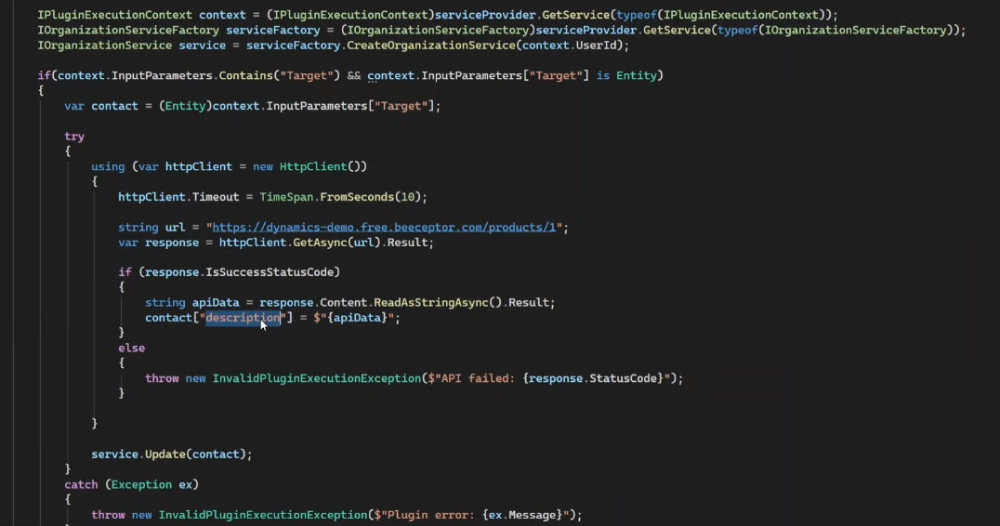 IPluginExecutionContext context = (IPluginExecutionContext)serviceProvider.GetService(typeof(IPluginExecutionContext));
IOrganizationServiceFactory serviceFactory = (IOrganizationServiceFactory)serviceProvider.GetService(typeof(IOrganizationServiceFactory));
IOrganizationService service = serviceFactory.CreateOrganizationService(context.UserId);
if(context.InputParameters.Contains("Target") && context.InputParameters["Target"] is Entity)
{
var contact = (Entity)context.InputParameters["Target"];
try
{
using (var httpClient = new HttpClient())
{
httpClient.Timeout = TimeSpan.FromSeconds(10);
string url = "https://dynamics-demo.free.beeceptor.com/products/1";
var response = httpClient.GetAsync(url).Result;
if (response.IsSuccessStatusCode)
{
string apiData = response.Content.ReadAsStringAsync().Result;
contact["description"] = $"{apiData}";
}
else
{
throw new InvalidPluginExecutionException($"API failed: {response.StatusCode}");
}
}
service.Update(contact);
}
catch (Exception ex)
{
throw new InvalidPluginExecutionException($"Plugin error: {ex.Message}");